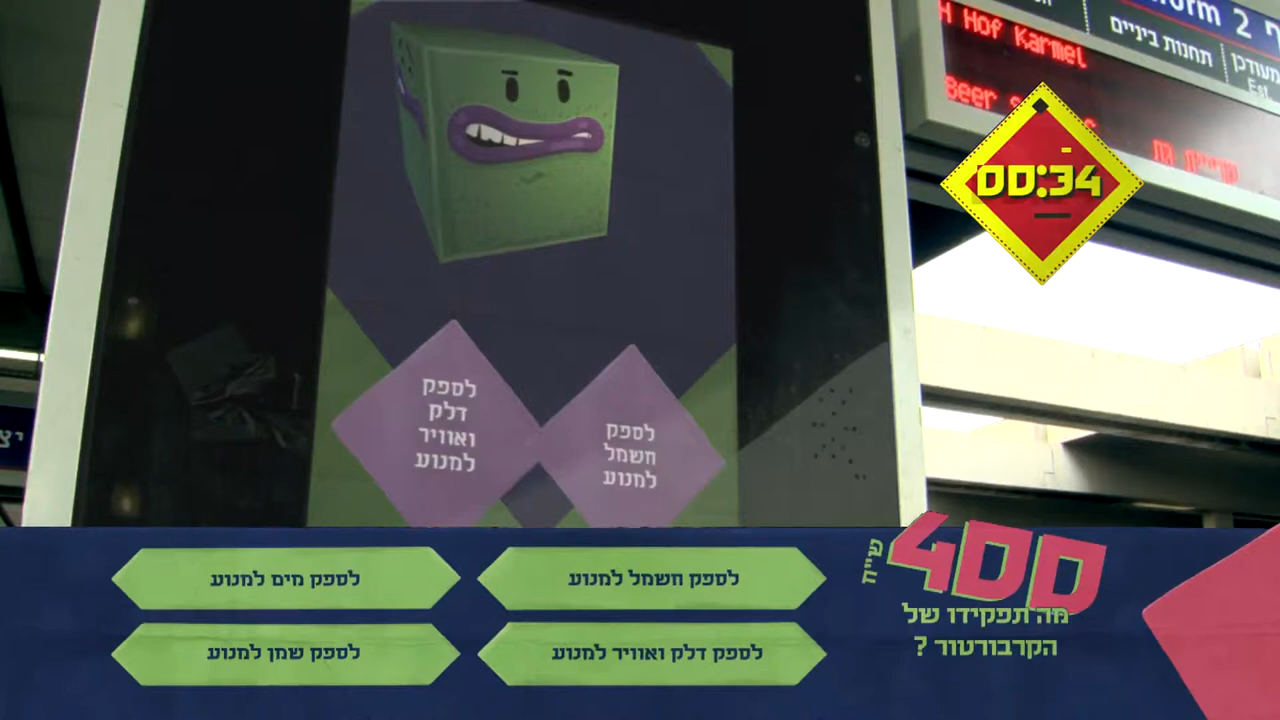 2 ף
H Hof Karmel
תחנות ביניים
מעודכן
Est
Beer
00:34
לספק
דלק
ואוויר
למנוע
לספק
חשמל
למנוע
לספק מים למנוע
לספק חשמל למנוע
לספק שמן למנוע
לספק דלק ואוויר למנוע
400
ש״ח
מה תפקידו של
הקרבורטור ?